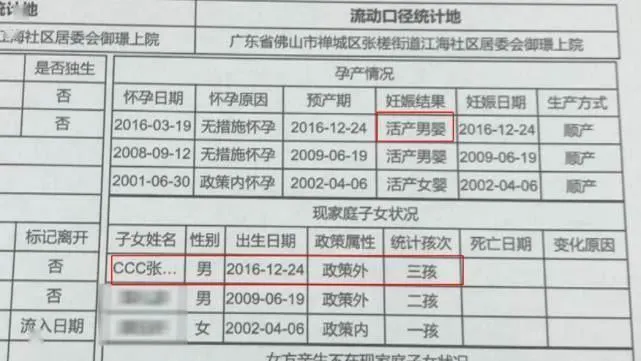 地 流动口径统计地
江海社区居委会御璟上院 广东省佛山市禅城区张槎街道江海社区居委会御璟上院
是否独生 孕产情况
否 怀孕日期 怀孕原因 预产期 妊娠结果 妊娠日期 生产方式
否 2016-03-19 无措施怀孕 2016-12-24 活产男婴 2016-12-24 顺产
2008-09-12 无措施怀孕 2009-06-19 活产男婴 2009-06-19 顺产
2001-06-30 政策内怀孕 2002-04-06 活产女婴 2002-04-06 顺产
现家庭子女状况
标记离开 子女姓名 性别 出生日期 政策属性 统计孩次 死亡日期 变化原因
否 CCC张... 男 2016-12-24 政策外 三孩
否 男 2009-06-19 政策外 二孩
流入日期 女 2002-04-06 政策内 一孩
女方产生不在现家庭子女状况